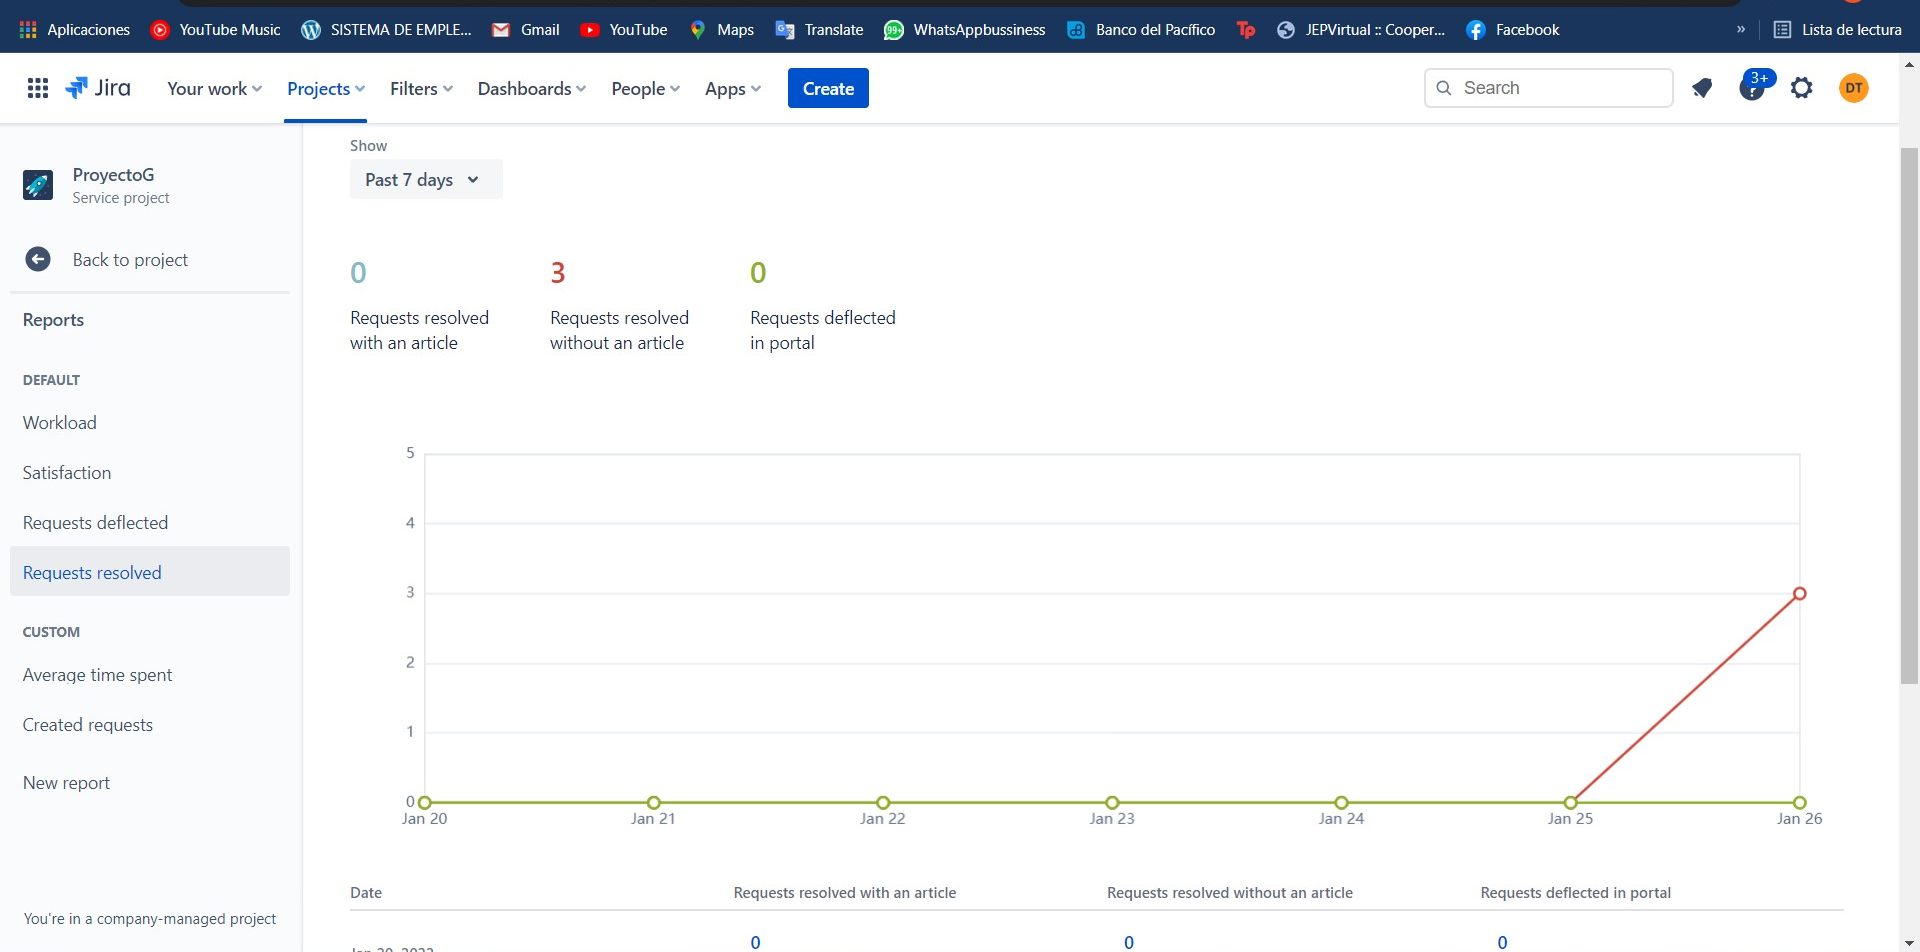 Aplicaciones YouTube Music SISTEMA DE EMPLE... Gmail YouTube Maps Translate 99+ WhatsAppbussiness Banco del Pacífico Tp JEPVirtual :: Cooper... Facebook » Lista de lectura
Jira Your work Projects Filters Dashboards People Apps Create Search 3+ DT
ProyectoG
Service project
Back to project
Reports
DEFAULT
Workload
Satisfaction
Requests deflected
Requests resolved
CUSTOM
Average time spent
Created requests
New report
You're in a company-managed project
Show
Past 7 days
0 3 0
Requests resolved Requests resolved Requests deflected
with an article without an article in portal
5
4
3
2
1
0
Jan 20 Jan 21 Jan 22 Jan 23 Jan 24 Jan 25 Jan 26
Date Requests resolved with an article Requests resolved without an article Requests deflected in portal
0 0 0